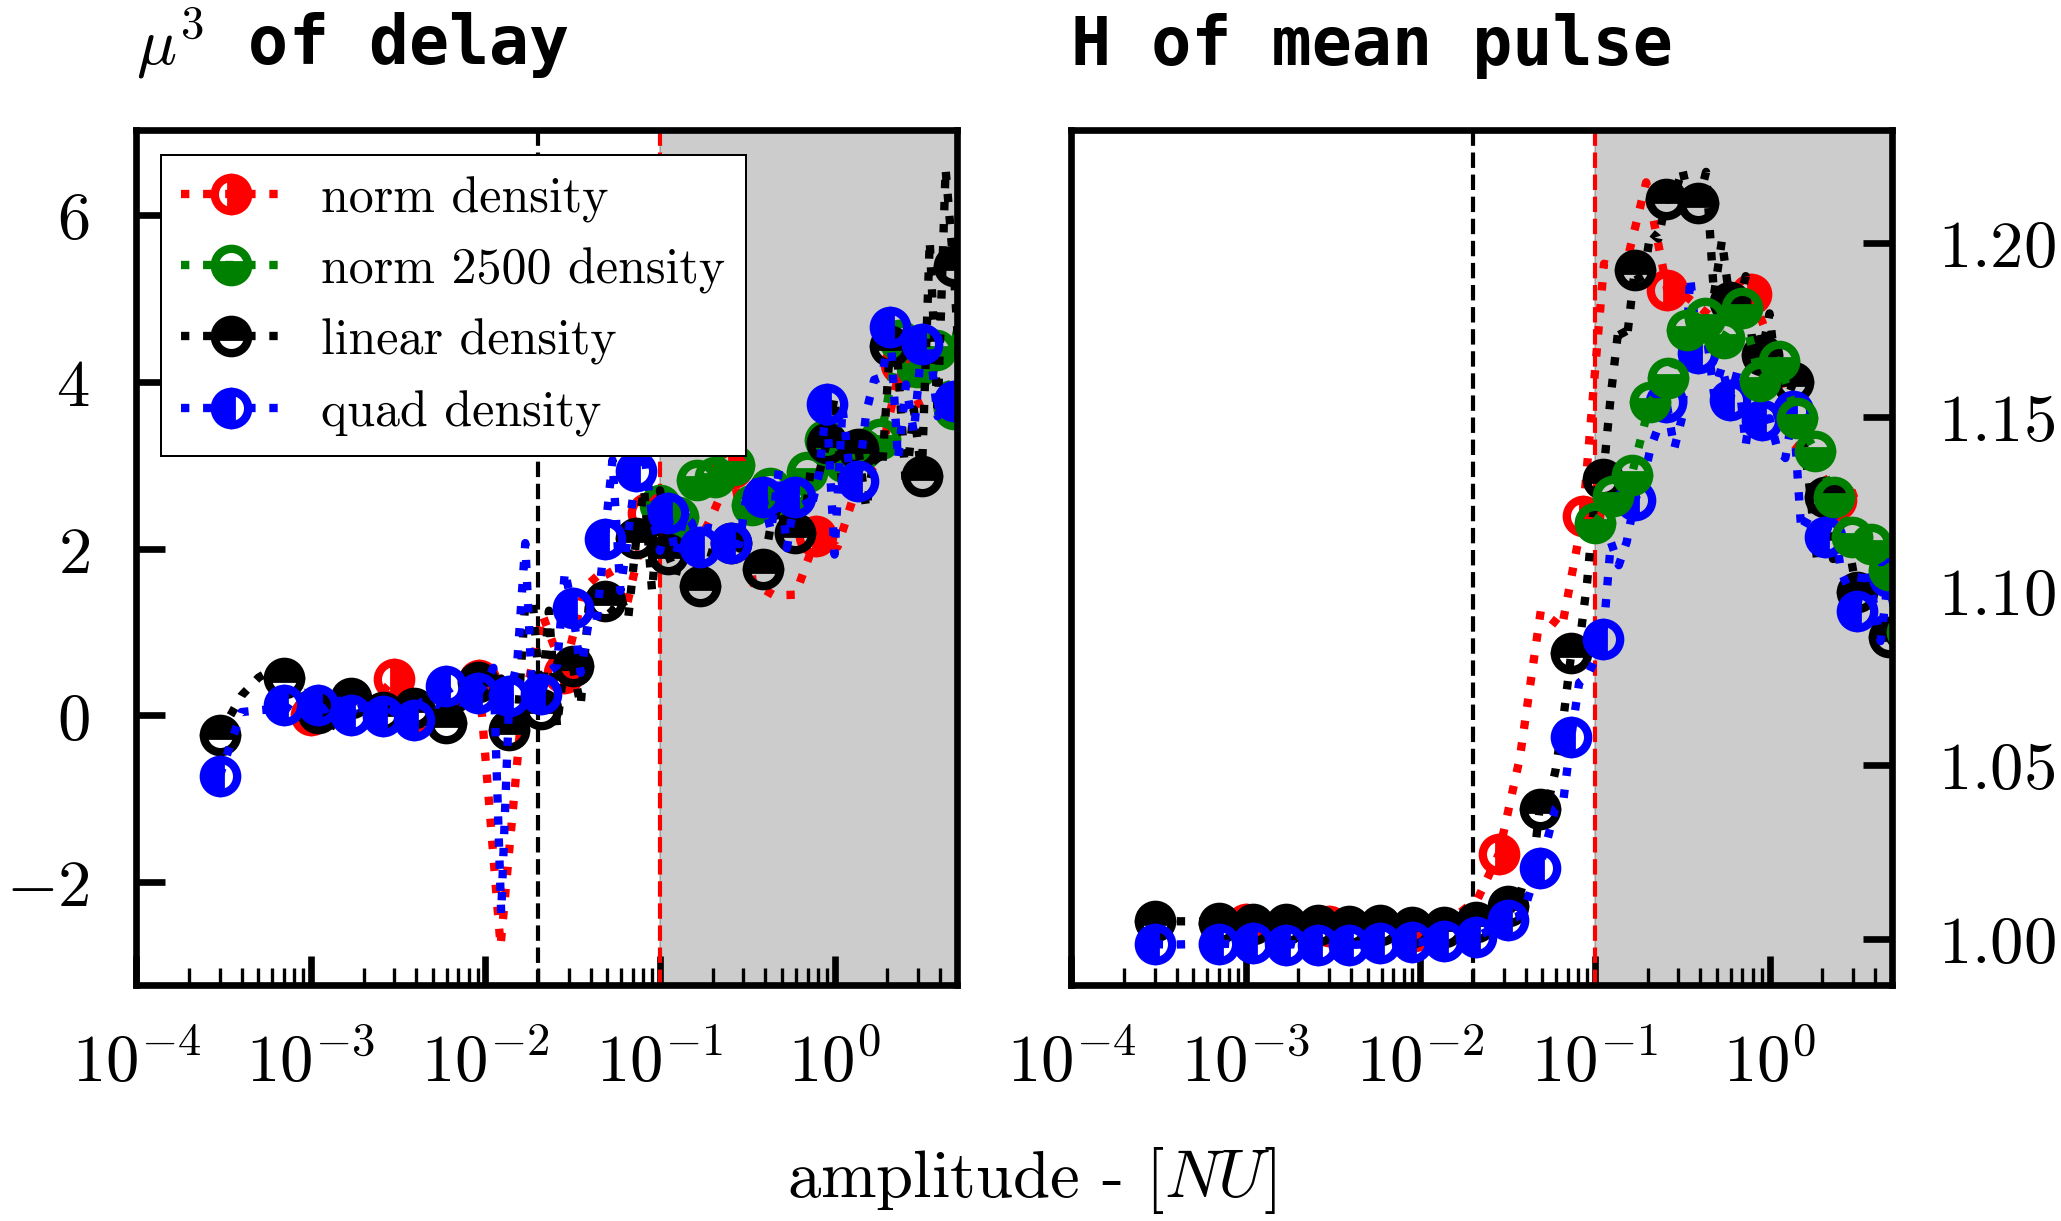 μ³ of delay
H of mean pulse
norm density
norm 2500 density
linear density
quad density
6
4
2
0
−2
1.20
1.15
1.10
1.05
1.00
10⁻⁴ 10⁻³ 10⁻² 10⁻¹ 10⁰
10⁻⁴ 10⁻³ 10⁻² 10⁻¹ 10⁰
amplitude - [NU]